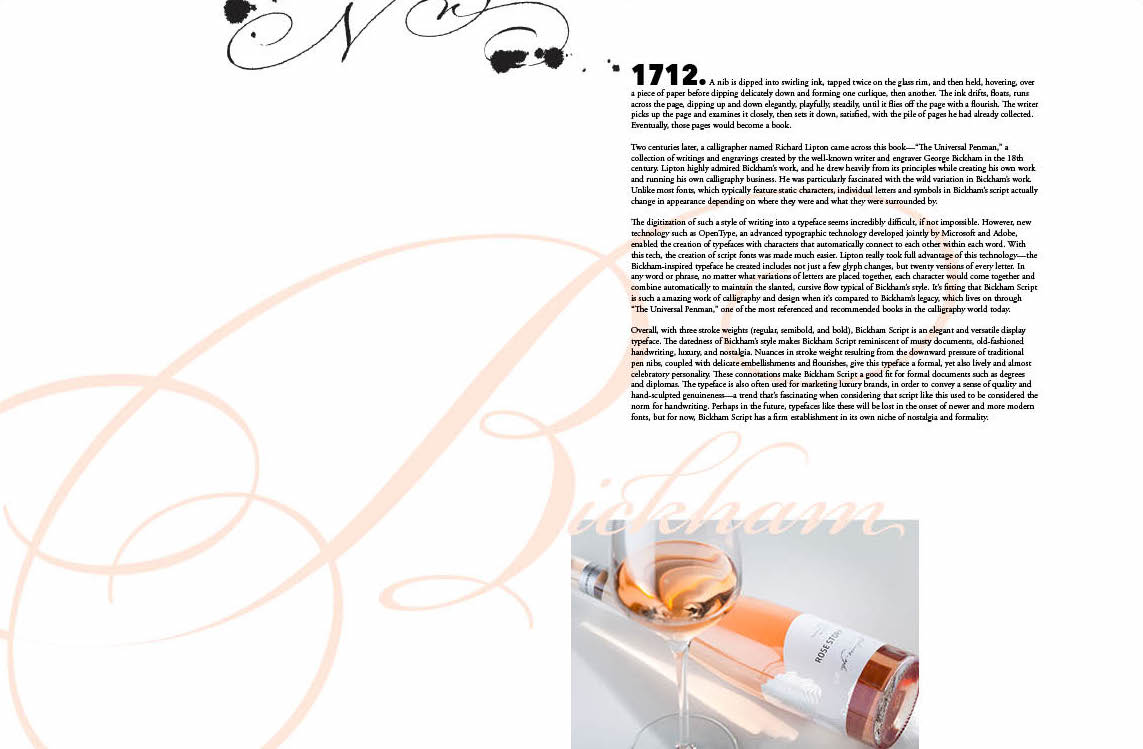 N
1712. A nib is dipped into swirling ink, tapped twice on the glass rim, and then held, hovering, over
a piece of paper before dipping delicately down and forming one curlique, then another. The ink drifts, floats, runs
across the page, dipping up and down elegantly, playfully, steadily, until it flies off the page with a flourish. The writer
picks up the page and examines it closely, then sets it down, satisfied, with the pile of pages he had already collected.
Eventually, those pages would become a book.
Two centuries later, a calligrapher named Richard Lipton came across this book—“The Universal Penman,” a
collection of writings and engravings created by the well-known writer and engraver George Bickham in the 18th
century. Lipton highly admired Bickham’s work, and he drew heavily from its principles while creating his own work
and running his own calligraphy business. He was particularly fascinated with the wild variation in Bickham’s work.
Unlike most fonts, which typically feature static characters, individual letters and symbols in Bickham’s script actually
change in appearance depending on where they were and what they were surrounded by.
The digitization of such a style of writing into a typeface seems incredibly difficult, if not impossible. However, new
technology such as OpenType, an advanced typographic technology developed jointly by Microsoft and Adobe,
enabled the creation of typefaces with characters that automatically connect to each other within each word. With
this tech, the creation of script fonts was made much easier. Lipton really took full advantage of this technology—the
Bickham-inspired typeface he created includes not just a few glyph changes, but twenty versions of every letter. In
any word or phrase, no matter what variations of letters are placed together, each character would come together and
combine automatically to maintain the slanted, cursive flow typical of Bickham’s style. It’s fitting that Bickham Script
is such a amazing work of calligraphy and design when it’s compared to Bickham’s legacy, which lives on through
“The Universal Penman,” one of the most referenced and recommended books in the calligraphy world today.
Overall, with three stroke weights (regular, semibold, and bold), Bickham Script is an elegant and versatile display
typeface. The datedness of Bickham’s style makes Bickham Script reminiscent of musty documents, old-fashioned
handwriting, luxury, and nostalgia. Nuances in stroke weight resulting from the downward pressure of traditional
pen nibs, coupled with delicate embellishments and flourishes, give this typeface a formal, yet also lively and almost
celebratory personality. These connotations make Bickham Script a good fit for formal documents such as degrees
and diplomas. The typeface is also often used for marketing luxury brands, in order to convey a sense of quality and
hand-sculpted genuineness—a trend that’s fascinating when considering that script like this used to be considered the
norm for handwriting. Perhaps in the future, typefaces like these will be lost in the onset of newer and more modern
fonts, but for now, Bickham Script has a firm establishment in its own niche of nostalgia and formality.
Bickham